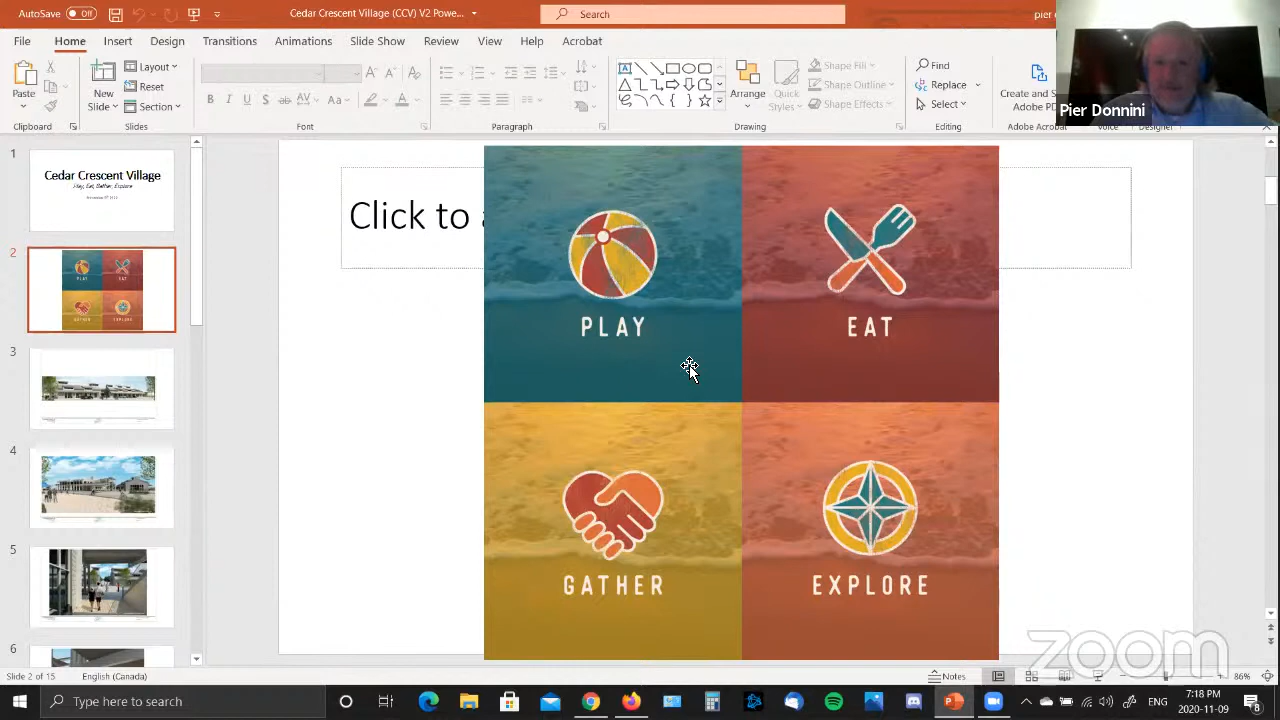 AutoSave Off
Cedar Crescent Village (CCV) V2 Powe...
Search
pier
File Home Insert Design Transitions Animations Slide Show Review View Help Acrobat
Paste
New
Slide
Layout
Reset
Section
Arrange
Quick
Styles
Shape Fill
Shape Outline
Shape Effects
Find
Replace
Select
Create and S
Adobe PD
Clipboard
Slides
Font
Paragraph
Drawing
Editing
Adobe Acrobat
Voice
Designer
Pier Donnini
1
Cedar Crescent Village
Play, Eat, Gather, Explore
2
PLAY
EAT
GATHER
EXPLORE
3
4
5
6
Click to
PLAY
EAT
GATHER
EXPLORE
zoom
Slide 2 of 15
English (Canada)
Notes
86%
Type here to search
ENG
7:18 PM
2020-11-09
8